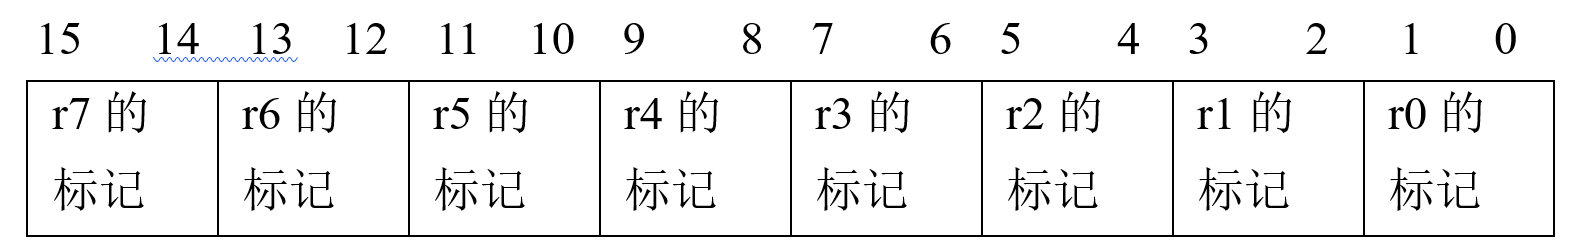 15 14 13 12 11 10 9 8 7 6 5 4 3 2 1 0
r7 的 r6 的 r5 的 r4 的 r3 的 r2 的 r1 的 r0 的
标记 标记 标记 标记 标记 标记 标记 标记